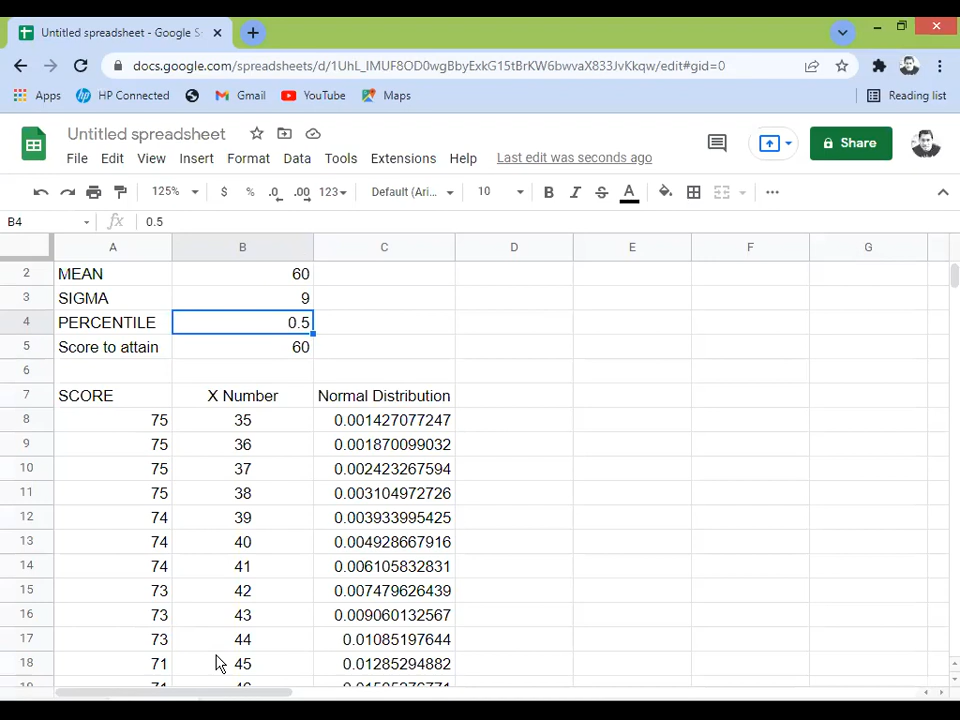 Untitled spreadsheet - Google S
docs.google.com/spreadsheets/d/1UhL_IMUF8OD0wgBbyExkG15tBrKW6bwvaX833JvKkqw/edit#gid=0
Apps HP Connected Gmail YouTube Maps Reading list
Untitled spreadsheet
File Edit View Insert Format Data Tools Extensions Help Last edit was seconds ago
Share
125% $ % .0 .00 123 Default (Ari... 10 B I S A
B4 fx 0.5
A B C D E F G
2 MEAN 60
3 SIGMA 9
4 PERCENTILE 0.5
5 Score to attain 60
6
7 SCORE X Number Normal Distribution
8 75 35 0.001427077247
9 75 36 0.001870099032
10 75 37 0.002423267594
11 75 38 0.003104972726
12 74 39 0.003933995425
13 74 40 0.004928667916
14 74 41 0.006105832831
15 73 42 0.007479626439
16 73 43 0.009060132567
17 73 44 0.01085197644
18 71 45 0.01285294882